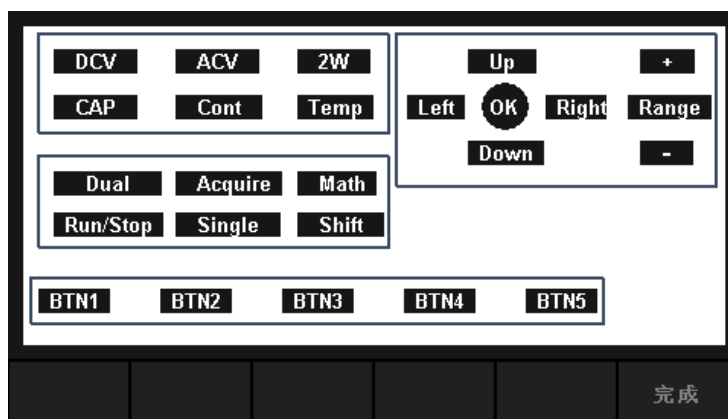 DCV ACV 2W
CAP Cont Temp
Up +
Left OK Right Range
Down -
Dual Acquire Math
Run/Stop Single Shift
BTN1 BTN2 BTN3 BTN4 BTN5
完成